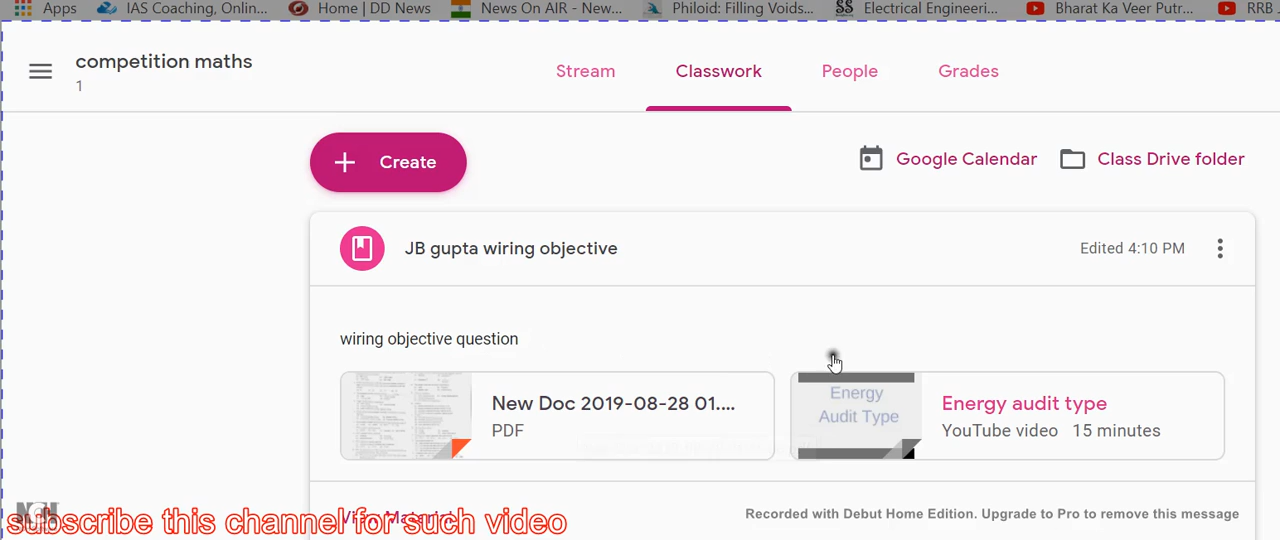 Apps IAS Coaching, Onlin... Home | DD News News On AIR - New... Philoid: Filling Voids... Electrical Engineeri... Bharat Ka Veer Putr... RRB
competition maths
1
Stream Classwork People Grades
Create
Google Calendar Class Drive folder
JB gupta wiring objective
Edited 4:10 PM
wiring objective question
New Doc 2019-08-28 01....
PDF
Energy
Audit Type
Energy audit type
YouTube video 15 minutes
View Material
subscribe this channel for such video
Recorded with Debut Home Edition. Upgrade to Pro to remove this message